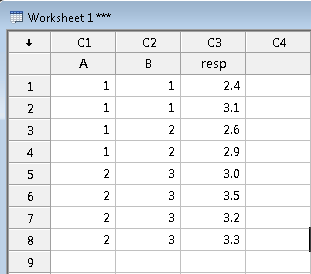 Worksheet 1 ***
↓ C1 C2 C3 C4
A B resp
1 1 1 2.4
2 1 1 3.1
3 1 2 2.6
4 1 2 2.9
5 2 3 3.0
6 2 3 3.5
7 2 3 3.2
8 2 3 3.3
9